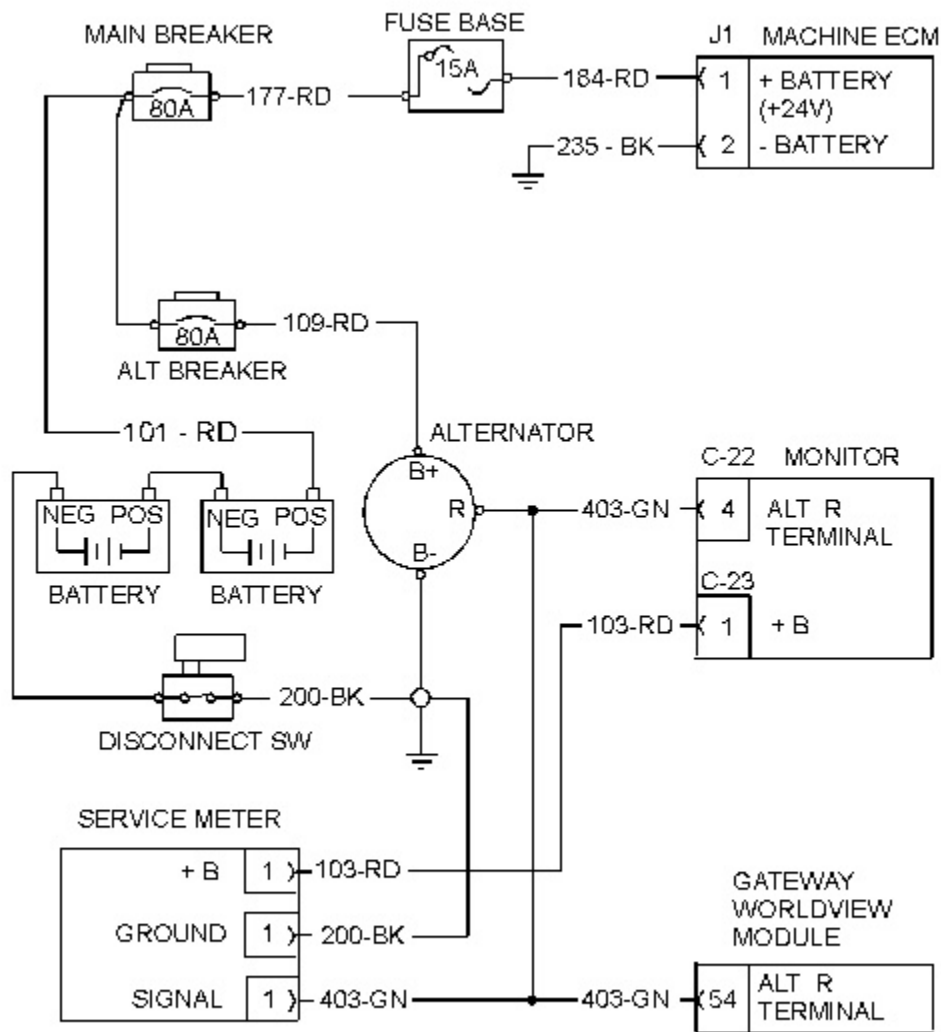 MAIN BREAKER
80A
177-RD
FUSE BASE
15A
184-RD
J1 MACHINE ECM
1 + BATTERY
(+24V)
235 - BK
2 - BATTERY
80A
109-RD
ALT BREAKER
101 - RD
ALTERNATOR
B+
R
B-
NEG POS
BATTERY
NEG POS
BATTERY
C-22 MONITOR
403-GN
4 ALT R
TERMINAL
C-23
103-RD
1 + B
200-BK
DISCONNECT SW
SERVICE METER
+ B 1 103-RD
GROUND 1 200-BK
SIGNAL 1 403-GN
GATEWAY
WORLDVIEW
MODULE
403-GN
54 ALT R
TERMINAL